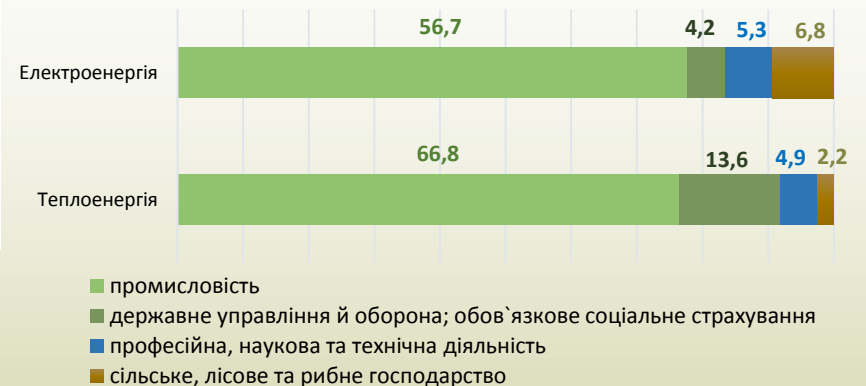 56,7 4,2 5,3 6,8
Електроенергія
66,8 13,6 4,9 2,2
Теплоенергія
промисловість
державне управління й оборона; обов`язкове соціальне страхування
професійна, наукова та технічна діяльність
сільське, лісове та рибне господарство